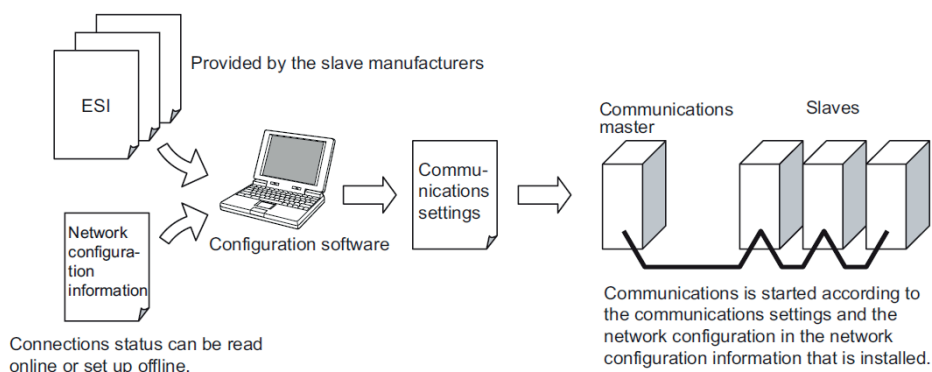 Provided by the slave manufacturers
ESI
Communications
master
Slaves
Commu-
nications
settings
Network
configura-
tion
information
Configuration software
Connections status can be read
online or set up offline.
Communications is started according to
the communications settings and the
network configuration in the network
configuration information that is installed.